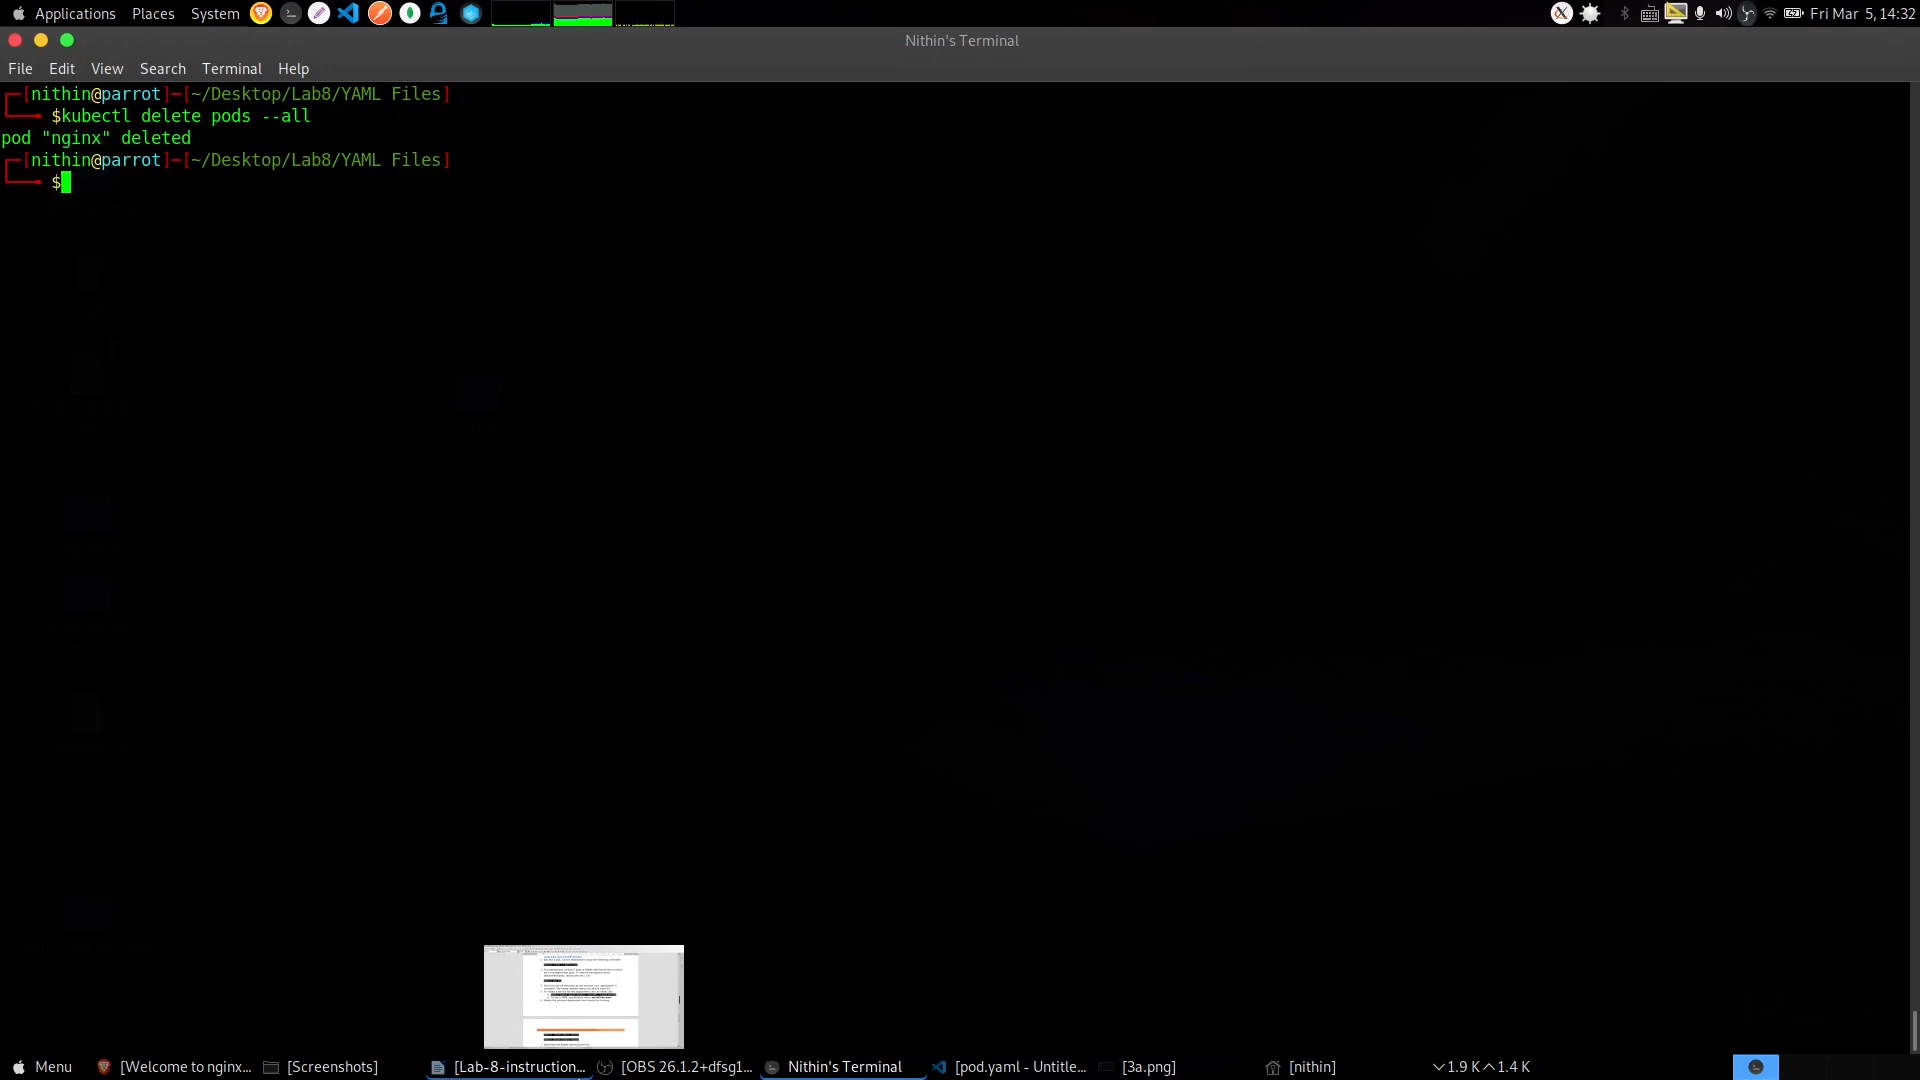 Applications Places System
Fri Mar 5, 14:32
Nithin's Terminal
File Edit View Search Terminal Help
[nithin@parrot]─[~/Desktop/Lab8/YAML Files]
$kubectl delete pods --all
pod "nginx" deleted
[nithin@parrot]─[~/Desktop/Lab8/YAML Files]
$
Menu [Welcome to nginx... [Screenshots] [Lab-8-instruction... [OBS 26.1.2+dfsg1... Nithin's Terminal [pod.yaml - Untitle... [3a.png] [nithin] 1.9 K 1.4 K